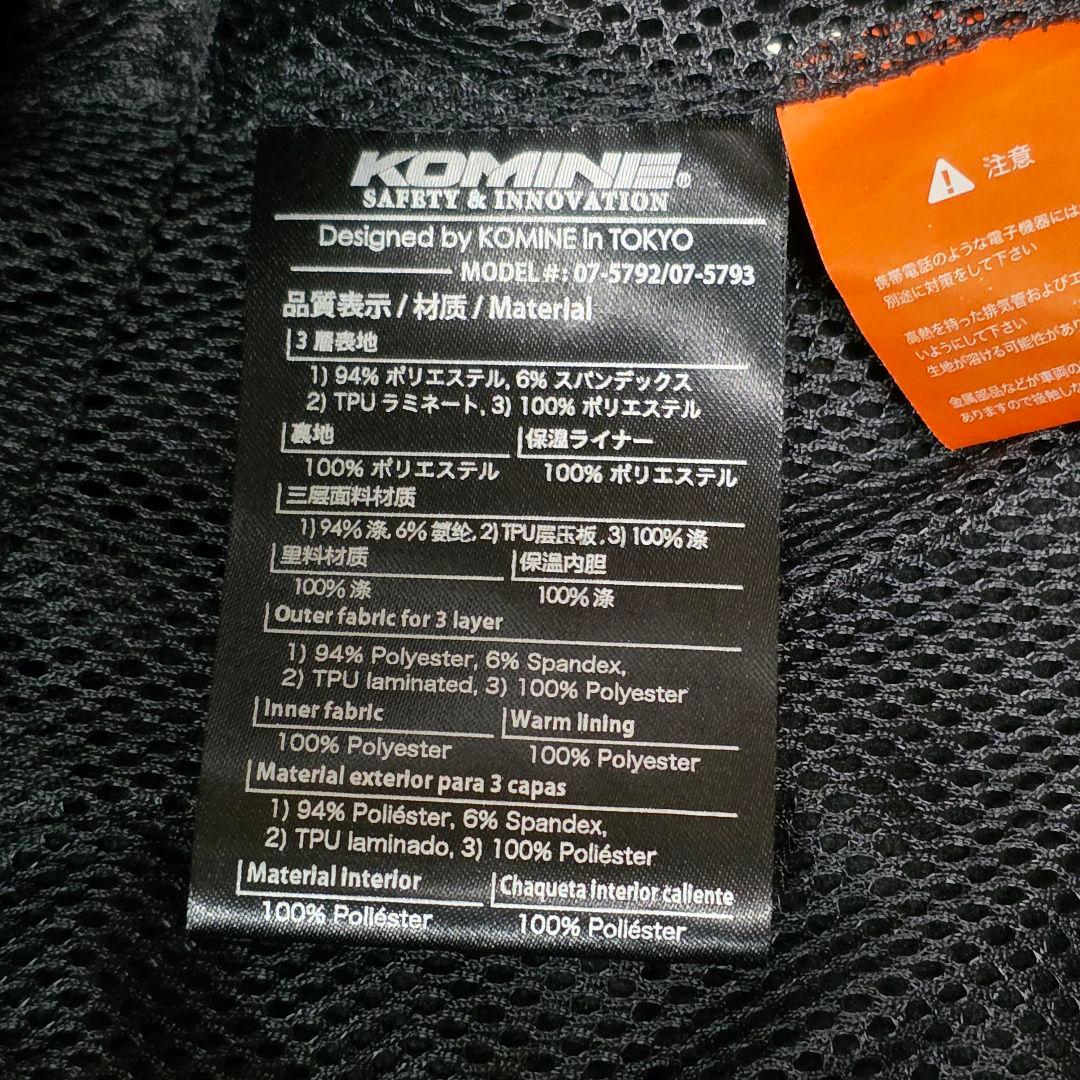 KOMINE®
SAFETY & INNOVATION
Designed by KOMINE in TOKYO
MODEL #: 07-5792/07-5793
品質表示 / 材质 / Material
3 層表地
1) 94% ポリエステル, 6% スパンデックス
2) TPU ラミネート, 3) 100% ポリエステル
裏地
保温ライナー
100% ポリエステル
100% ポリエステル
三层面料材质
1) 94% 涤, 6% 氨纶, 2) TPU层压板, 3) 100% 涤
里料材质
保温内胆
100% 涤
100% 涤
Outer fabric for 3 layer
1) 94% Polyester, 6% Spandex,
2) TPU laminated, 3) 100% Polyester
Inner fabric
Warm lining
100% Polyester
100% Polyester
Material exterior para 3 capas
1) 94% Poliéster, 6% Spandex,
2) TPU laminado, 3) 100% Poliéster
Material interior
Chaqueta interior caliente
100% Poliéster
100% Poliéster
注意
携帯電話のような電子機器には
別途に対策をして下さい
高熱を持った排気管およびエ
いようにして下さい
生地が溶ける可能性があり
金属部品などが車両の
ありますので接触した